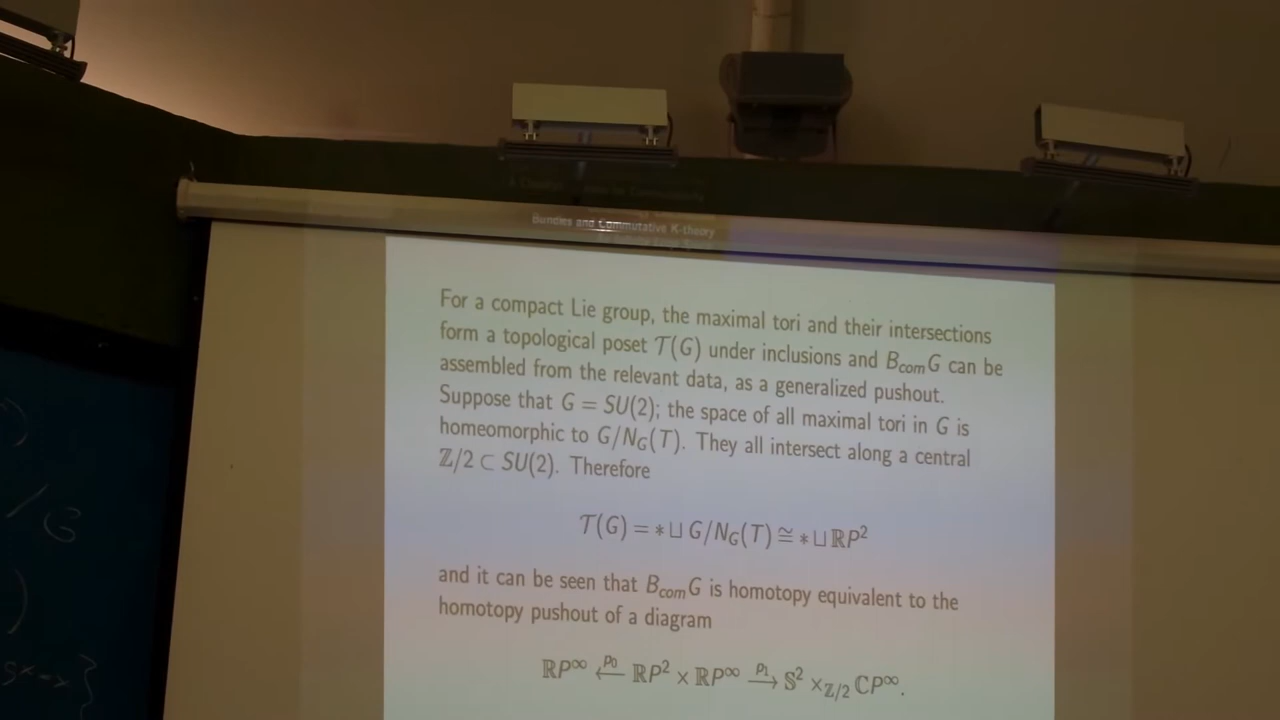 Bundles and Commutative K-theory
For a compact Lie group, the maximal tori and their intersections
form a topological poset 𝒯(G) under inclusions and B_com G can be
assembled from the relevant data, as a generalized pushout.
Suppose that G = SU(2); the space of all maximal tori in G is
homeomorphic to G/N_G(T). They all intersect along a central
ℤ/2 ⊂ SU(2). Therefore
𝒯(G) = * ⊔ G/N_G(T) ≅ * ⊔ ℝP²
and it can be seen that B_com G is homotopy equivalent to the
homotopy pushout of a diagram
ℝP^∞ ←^{p₀} ℝP² × ℝP^∞ →^{p₁} 𝕊² ×_{ℤ/2} ℂP^∞.
/G